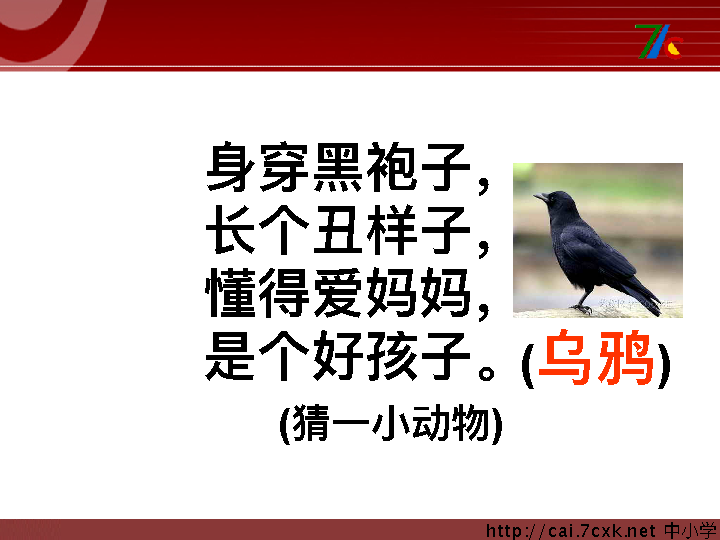 身穿黑袍子，
长个丑样子，
懂得爱妈妈，
是个好孩子。(乌鸦)
(猜一小动物)
http://cai.7cxk.net 中小学